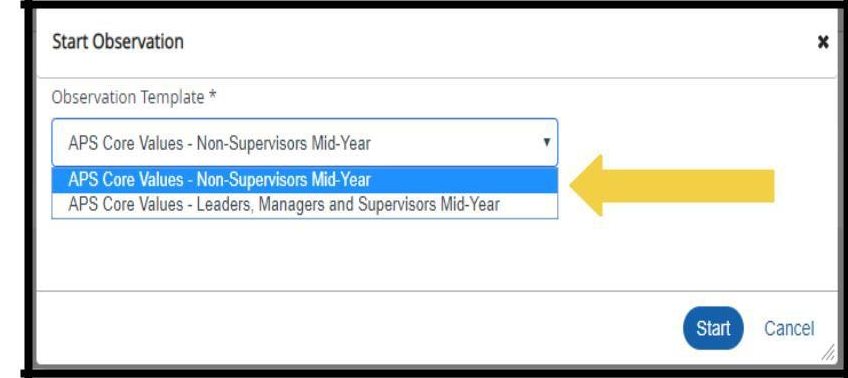 Start Observation ×
Observation Template *
APS Core Values - Non-Supervisors Mid-Year
APS Core Values - Non-Supervisors Mid-Year
APS Core Values - Leaders, Managers and Supervisors Mid-Year
Start Cancel